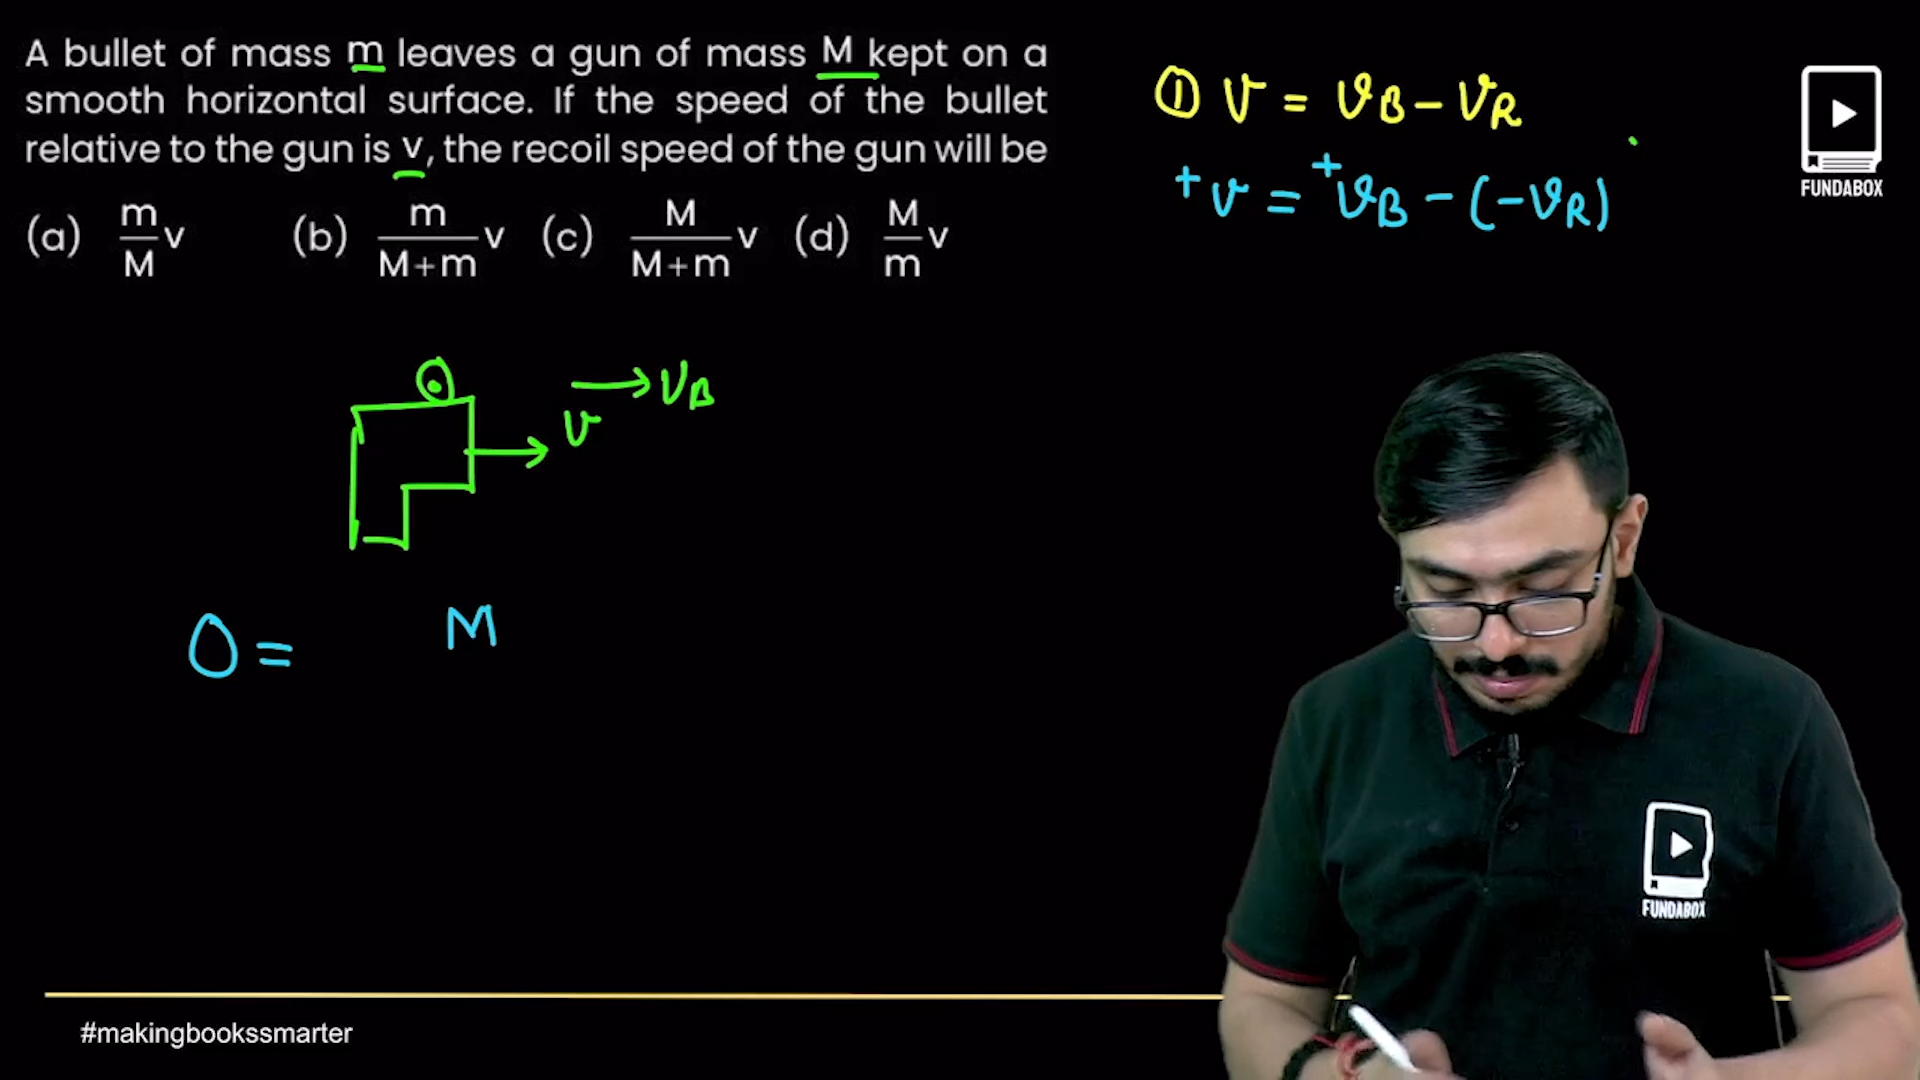 A bullet of mass m leaves a gun of mass M kept on a
smooth horizontal surface. If the speed of the bullet
relative to the gun is v, the recoil speed of the gun will be
(a) m/M v (b) m/M+m v (c) M/M+m v (d) M/m v
① V = VB - VR
+v = +VB - (-VR)
FUNDABOX
→ VB
v
O = M
FUNDABOX
#makingbookssmarter